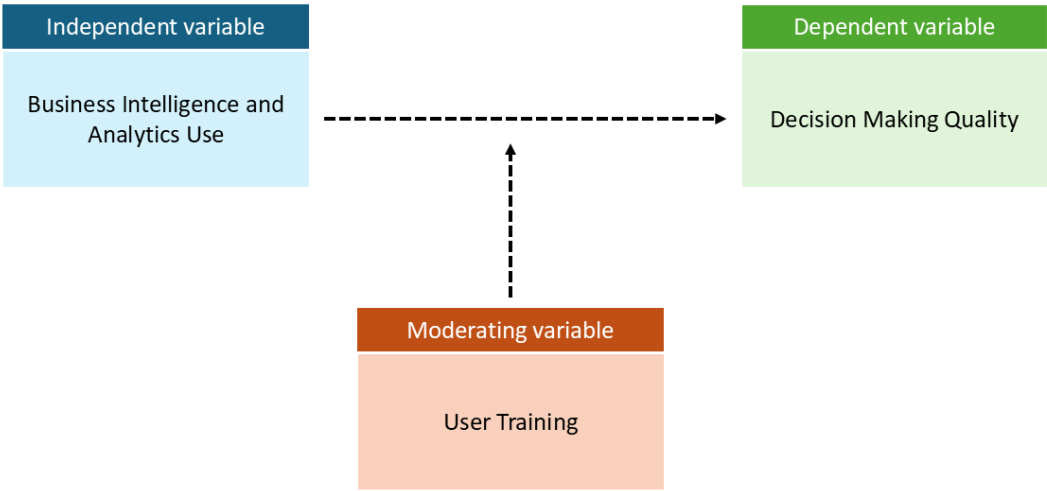 Independent variable
Business Intelligence and
Analytics Use
Dependent variable
Decision Making Quality
Moderating variable
User Training